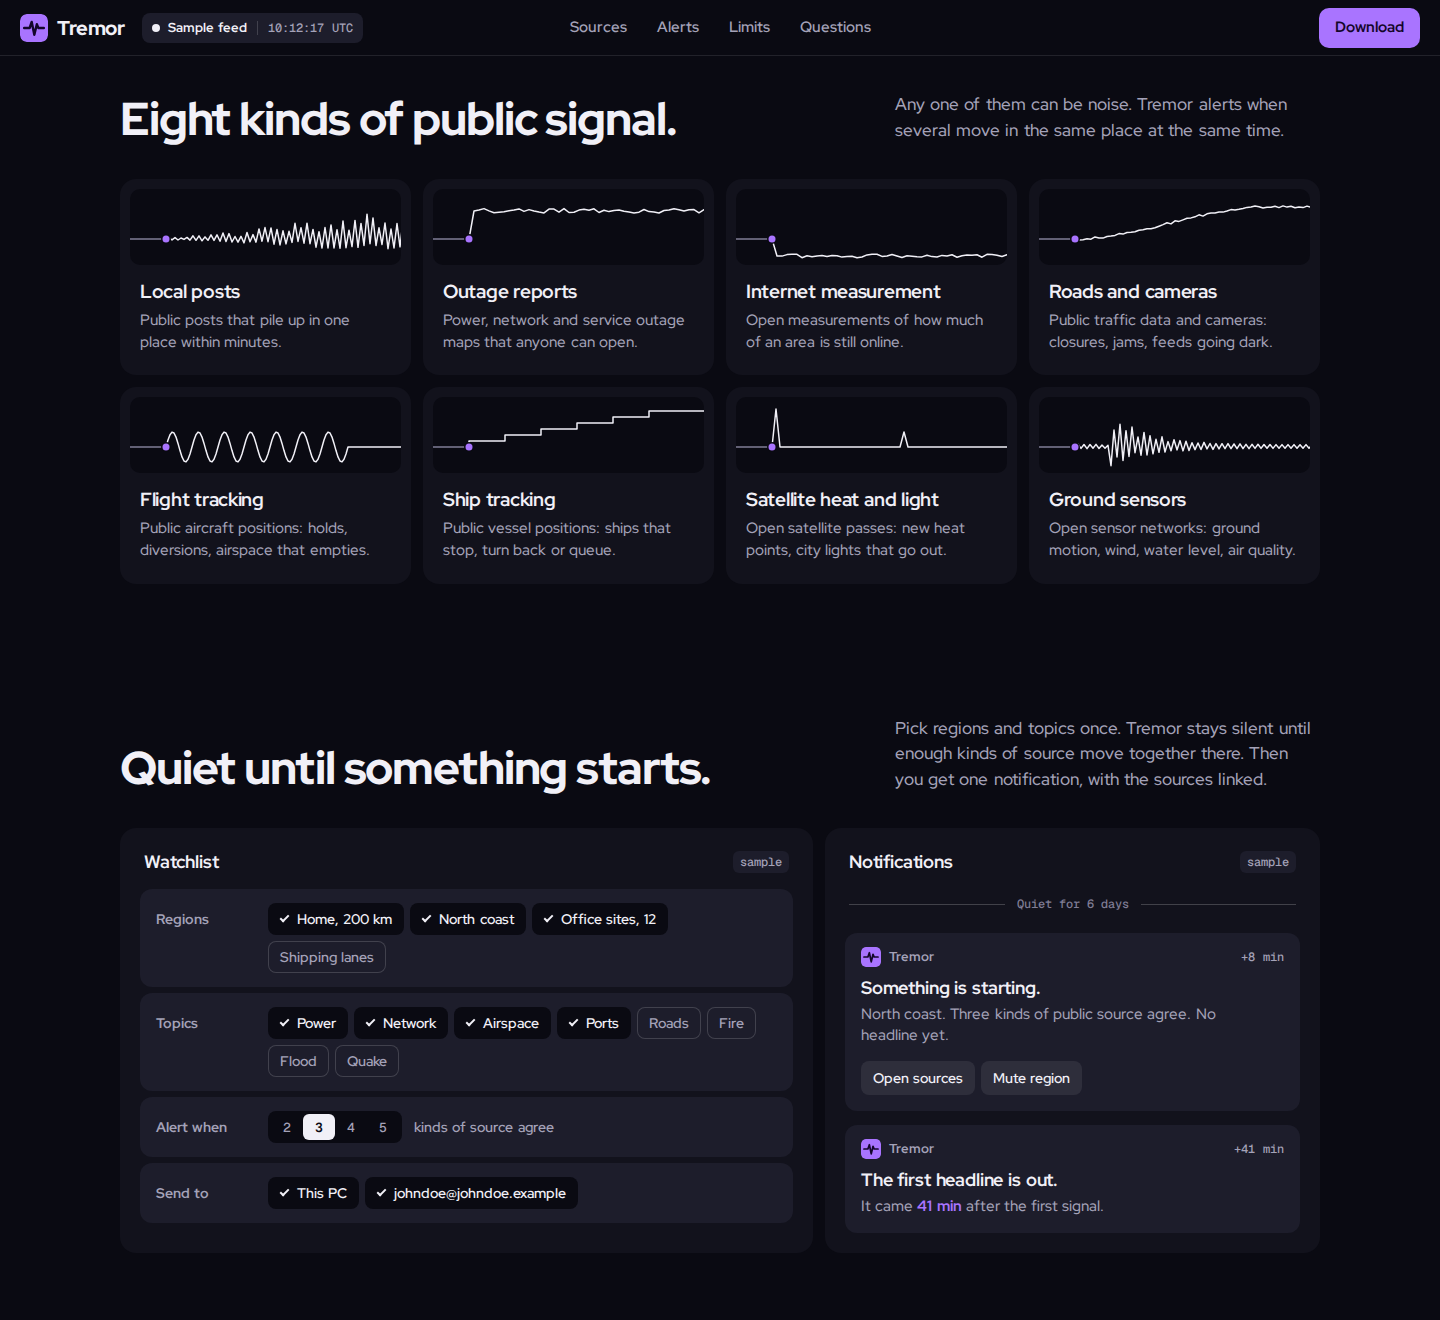 Tremor
Sample feed
10:12:17 UTC
Sources
Alerts
Limits
Questions
Download
Eight kinds of public signal.
Any one of them can be noise. Tremor alerts when
several move in the same place at the same time.
Local posts
Public posts that pile up in one
place within minutes.
Outage reports
Power, network and service outage
maps that anyone can open.
Internet measurement
Open measurements of how much
of an area is still online.
Roads and cameras
Public traffic data and cameras:
closures, jams, feeds going dark.
Flight tracking
Public aircraft positions: holds,
diversions, airspace that empties.
Ship tracking
Public vessel positions: ships that
stop, turn back or queue.
Satellite heat and light
Open satellite passes: new heat
points, city lights that go out.
Ground sensors
Open sensor networks: ground
motion, wind, water level, air quality.
Quiet until something starts.
Pick regions and topics once. Tremor stays silent until
enough kinds of source move together there. Then
you get one notification, with the sources linked.
Watchlist
sample
Regions
Home, 200 km
North coast
Office sites, 12
Shipping lanes
Topics
Power
Network
Airspace
Ports
Roads
Fire
Flood
Quake
Alert when
2 3 4 5
kinds of source agree
Send to
This PC
johndoe@johndoe.example
Notifications
sample
Quiet for 6 days
Tremor
+8 min
Something is starting.
North coast. Three kinds of public source agree. No
headline yet.
Open sources
Mute region
Tremor
+41 min
The first headline is out.
It came 41 min after the first signal.